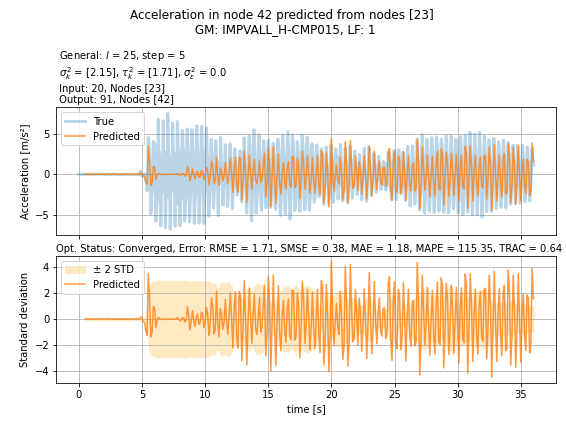 Acceleration in node 42 predicted from nodes [23]
GM: IMPVALL_H-CMP015, LF: 1
General: l = 25, step = 5
σ²_k = [2.15], τ²_k = [1.71], σ²_ε = 0.0
Input: 20, Nodes [23]
Output: 91, Nodes [42]
True
Predicted
Acceleration [m/s²]
5
0
−5
Opt. Status: Converged, Error: RMSE = 1.71, SMSE = 0.38, MAE = 1.18, MAPE = 115.35, TRAC = 0.64
± 2 STD
Predicted
Standard deviation
4
2
0
−2
−4
0 5 10 15 20 25 30 35
time [s]